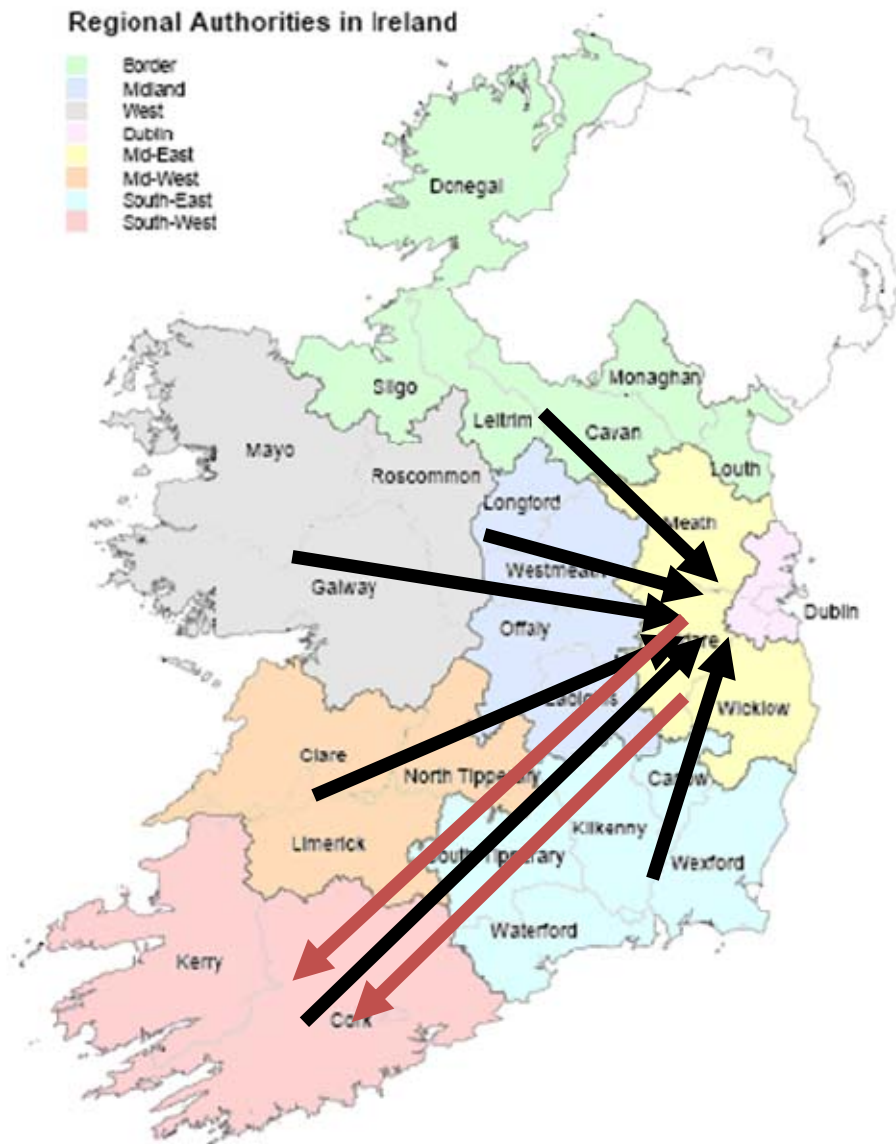 Regional Authorities in Ireland
Border
Midland
West
Dublin
Mid-East
Mid-West
South-East
South-West
Donegal
Monaghan
Sligo
Leitrim
Cavan
Mayo
Louth
Roscommon
Longford
Meath
Westmeath
Galway
Dublin
Offaly
Wicklow
Clare
North Tipperary
Carlow
Limerick
Kilkenny
South Tipperary
Wexford
Waterford
Kerry
Cork